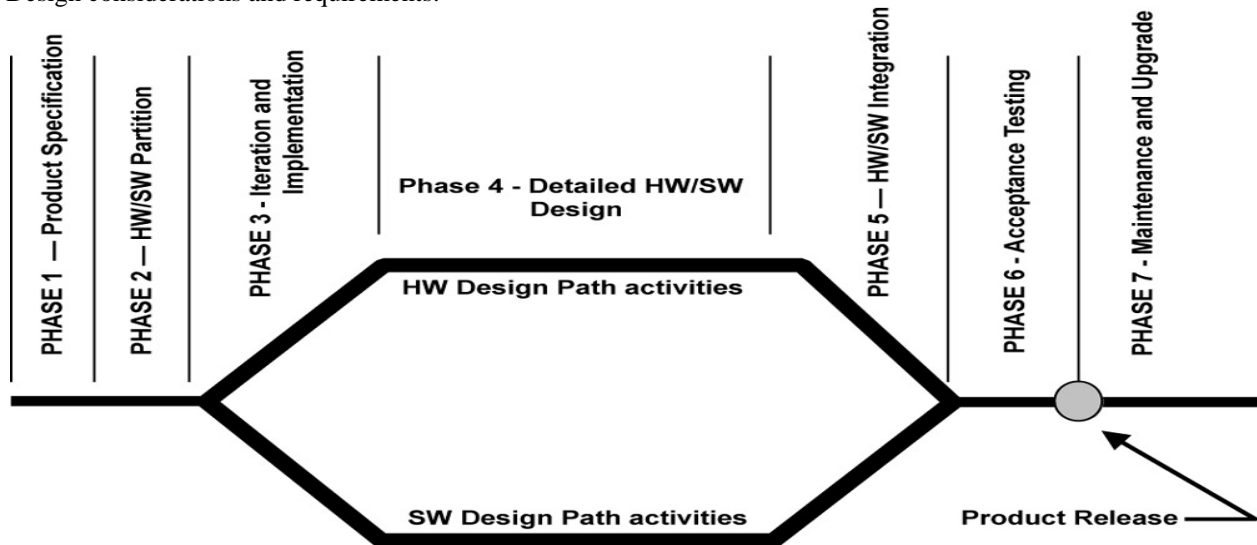 Design considerations and requirements.
PHASE 1 — Product Specification
PHASE 2 — HW/SW Partition
PHASE 3 - Iteration and
Implementation
Phase 4 - Detailed HW/SW
Design
PHASE 5 — HW/SW Integration
PHASE 6 - Acceptance Testing
PHASE 7 - Maintenance and Upgrade
HW Design Path activities
SW Design Path activities
Product Release